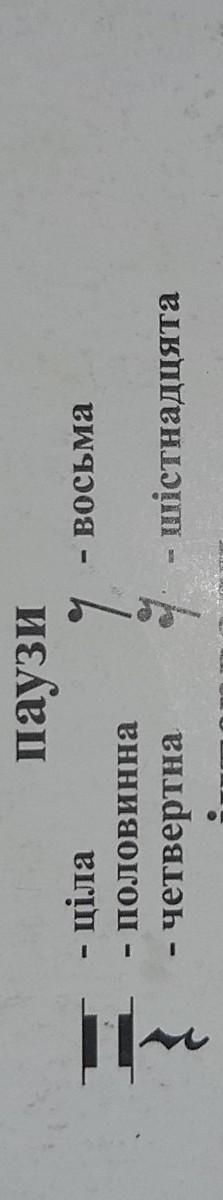 паузи
- ціла
- половинна
- четвертна
- восьма
- шістнадцята